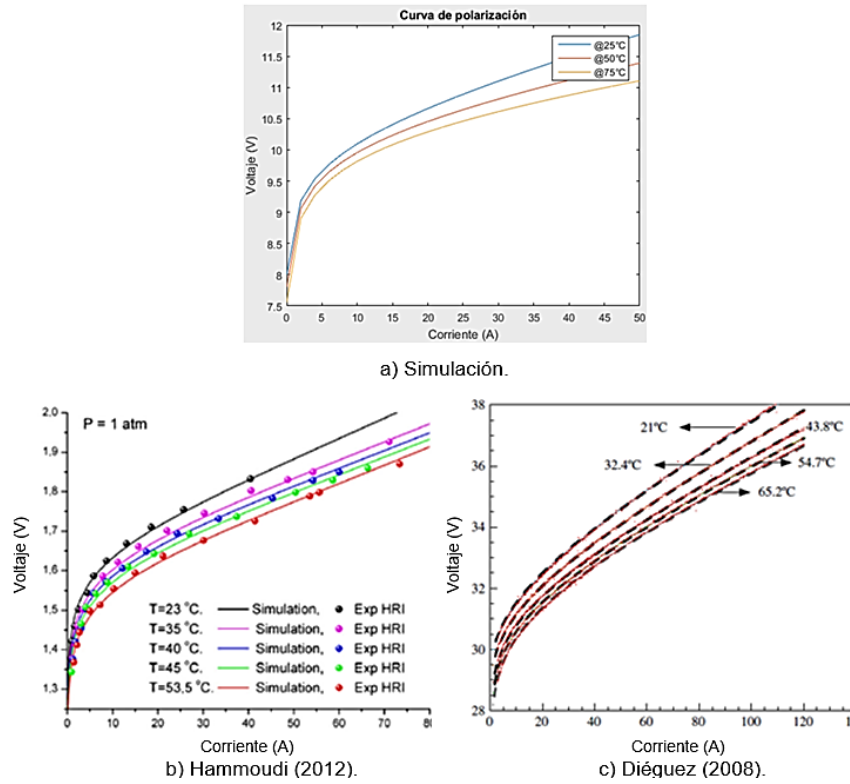 Curva de polarización
12
11.5
11
10.5
10
9.5
9
8.5
8
7.5
Voltaje (V)
@25°C
@50°C
@75°C
0 5 10 15 20 25 30 35 40 45 50
Corriente (A)
a) Simulación.
P = 1 atm
2,0
1,9
1,8
1,7
1,6
1,5
1,4
1,3
Voltaje (V)
T=23 °C. Simulation, Exp HRI
T=35 °C. Simulation, Exp HRI
T=40 °C. Simulation, Exp HRI
T=45 °C. Simulation, Exp HRI
T=53,5 °C. Simulation, Exp HRI
0 10 20 30 40 50 60 70 80
Corriente (A)
b) Hammoudi (2012).
38
36
34
32
30
28
Voltaje (V)
21°C
43.8°C
32.4°C
54.7°C
65.2°C
0 20 40 60 80 100 120
Corriente (A)
c) Diéguez (2008).